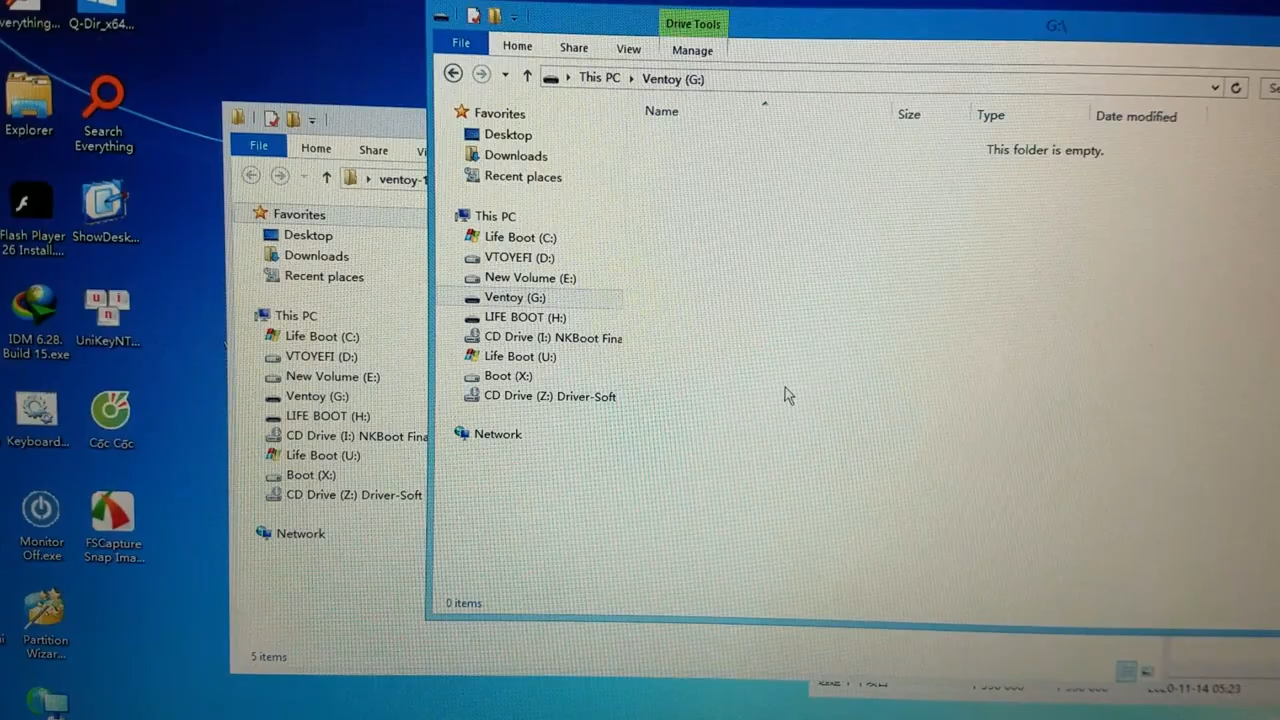 verything...
Q-Dir_x64...
Explorer
Search
Everything
Flash Player
26 Install....
ShowDesk...
IDM 6.28.
Build 15.exe
UniKeyNT...
Keyboard...
Cốc Cốc
Monitor
Off.exe
FSCapture
Snap Ima...
Partition
Wizar...
File
Home
Share
Vi
ventoy-1
Favorites
Desktop
Downloads
Recent places
This PC
Life Boot (C:)
VTOYEFI (D:)
New Volume (E:)
Ventoy (G:)
LIFE BOOT (H:)
CD Drive (I:) NKBoot Fina
Life Boot (U:)
Boot (X:)
CD Drive (Z:) Driver-Soft
Network
5 items
Drive Tools
G:\
File
Home
Share
View
Manage
This PC
Ventoy (G:)
Se
Favorites
Desktop
Downloads
Recent places
This PC
Life Boot (C:)
VTOYEFI (D:)
New Volume (E:)
Ventoy (G:)
LIFE BOOT (H:)
CD Drive (I:) NKBoot Fina
Life Boot (U:)
Boot (X:)
CD Drive (Z:) Driver-Soft
Network
Name
Size
Type
Date modified
This folder is empty.
0 items
0-11-14 05:23